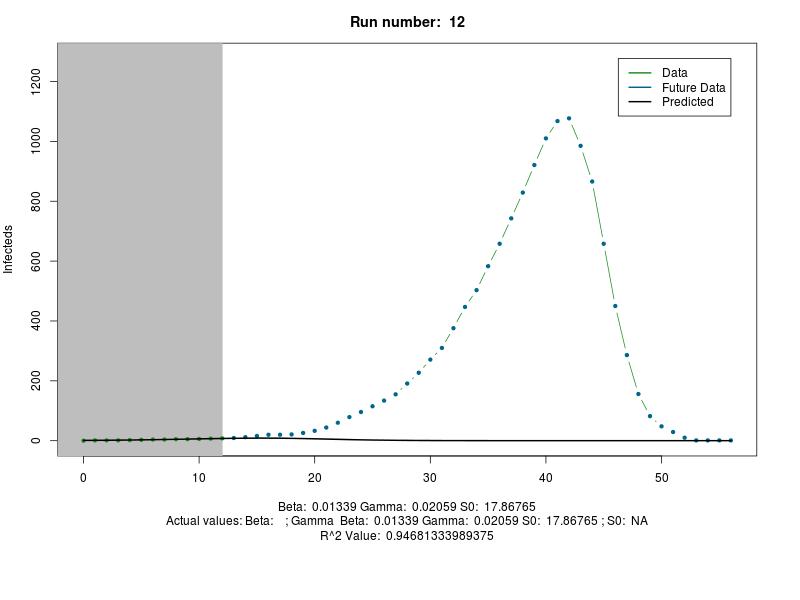 Run number: 12
Data
Future Data
Predicted
Infecteds
1200
1000
800
600
400
200
0
0 10 20 30 40 50
Beta: 0.01339 Gamma: 0.02059 S0: 17.86765
Actual values: Beta: ; Gamma Beta: 0.01339 Gamma: 0.02059 S0: 17.86765 ; S0: NA
R^2 Value: 0.94681333989375